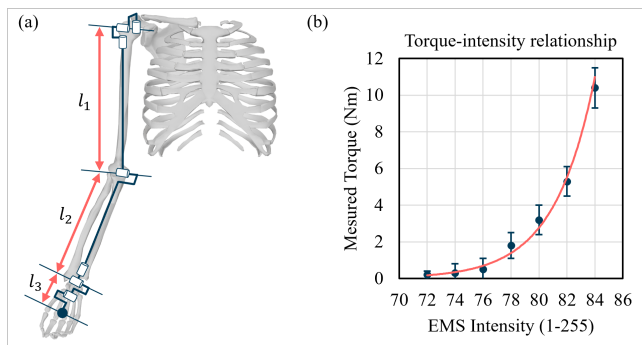 (a)
l₁
l₂
l₃
(b)
Torque-intensity relationship
Mesured Torque (Nm)
12
10
8
6
4
2
0
70 72 74 76 78 80 82 84 86
EMS Intensity (1-255)